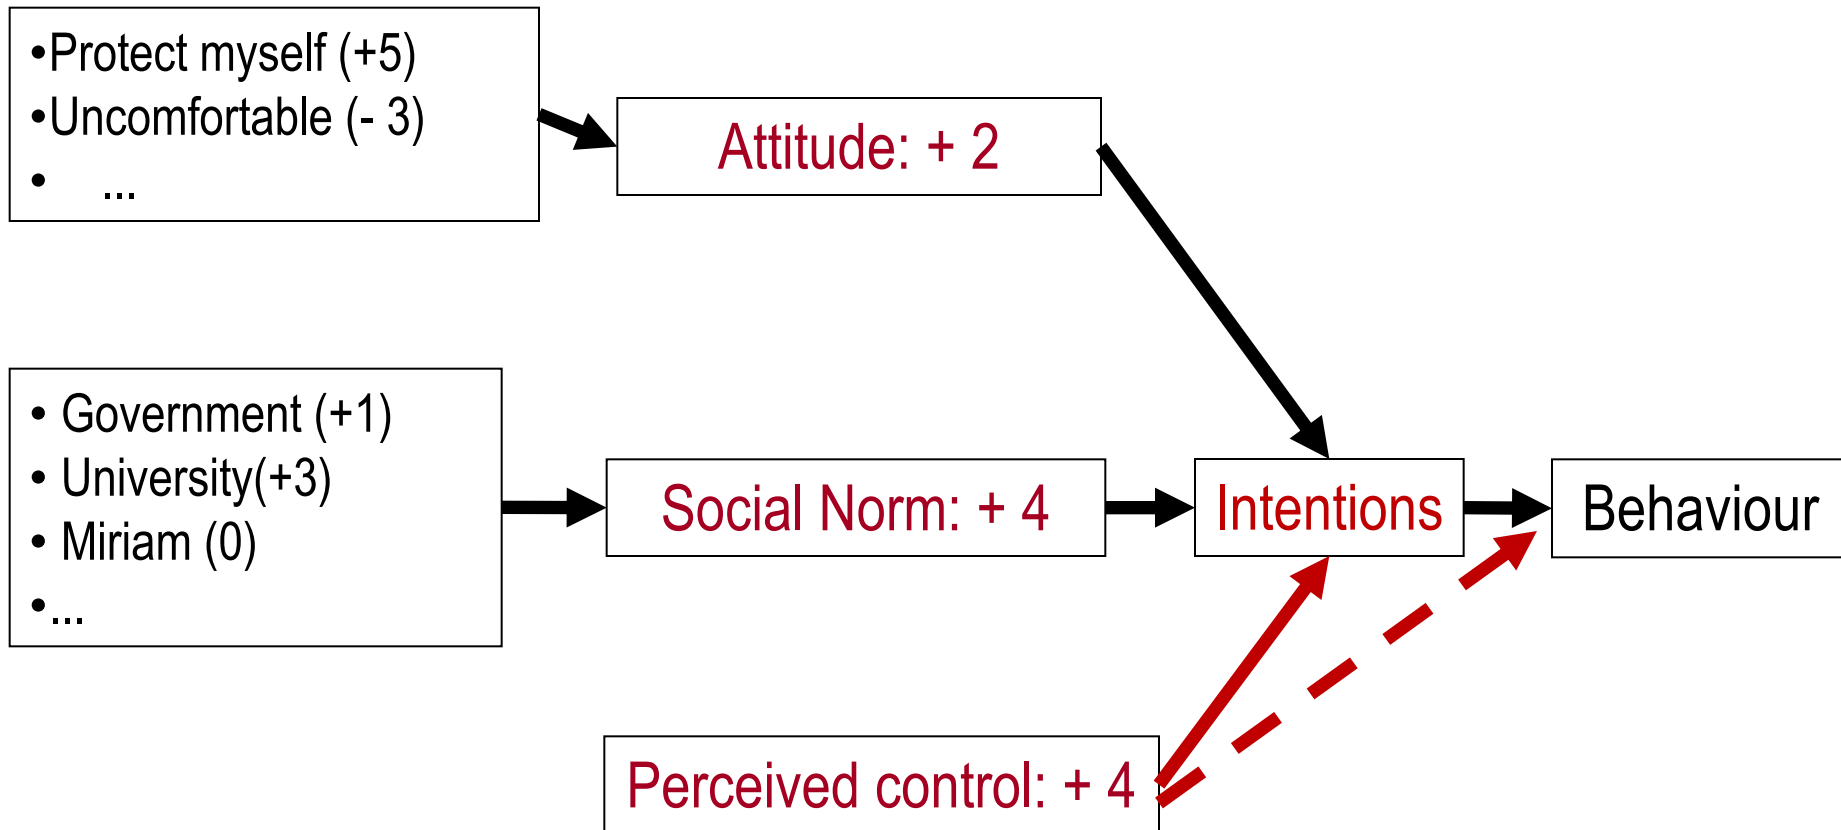 •Protect myself (+5)
•Uncomfortable (- 3)
• ...
Attitude: + 2
• Government (+1)
• University(+3)
• Miriam (0)
•...
Social Norm: + 4
Intentions
Behaviour
Perceived control: + 4